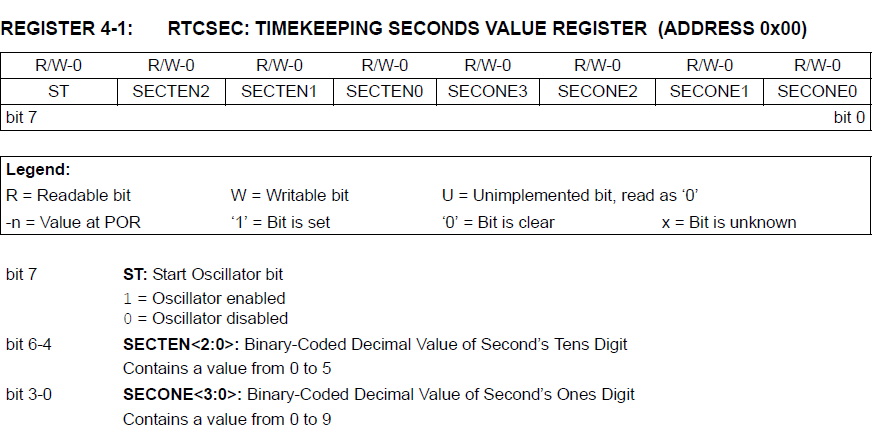 REGISTER 4-1: RTCSEC: TIMEKEEPING SECONDS VALUE REGISTER (ADDRESS 0x00)
R/W-0 R/W-0 R/W-0 R/W-0 R/W-0 R/W-0 R/W-0 R/W-0
ST SECTEN2 SECTEN1 SECTEN0 SECONE3 SECONE2 SECONE1 SECONE0
bit 7 bit 0
Legend:
R = Readable bit W = Writable bit U = Unimplemented bit, read as ‘0’
-n = Value at POR ‘1’ = Bit is set ‘0’ = Bit is clear x = Bit is unknown
bit 7 ST: Start Oscillator bit
1 = Oscillator enabled
0 = Oscillator disabled
bit 6-4 SECTEN<2:0>: Binary-Coded Decimal Value of Second’s Tens Digit
Contains a value from 0 to 5
bit 3-0 SECONE<3:0>: Binary-Coded Decimal Value of Second’s Ones Digit
Contains a value from 0 to 9